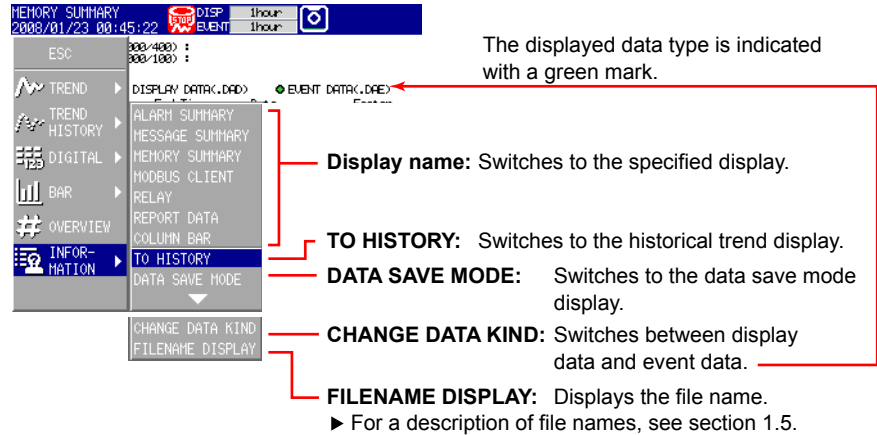 MEMORY SUMMARY
2008/01/23 00:45:22
STOP
DISP 1hour
EVENT 1hour
ESC
000/400) :
000/100) :
The displayed data type is indicated
with a green mark.
TREND
DISPLAY DATA(.DAD) EVENT DATA(.DAE)
TREND
HISTORY
123 DIGITAL
BAR
OVERVIEW
INFOR-
MATION
ALARM SUMMARY
MESSAGE SUMMARY
MEMORY SUMMARY
MODBUS CLIENT
RELAY
REPORT DATA
COLUMN BAR
TO HISTORY
DATA SAVE MODE
CHANGE DATA KIND
FILENAME DISPLAY
Display name: Switches to the specified display.
TO HISTORY: Switches to the historical trend display.
DATA SAVE MODE: Switches to the data save mode
display.
CHANGE DATA KIND: Switches between display
data and event data.
FILENAME DISPLAY: Displays the file name.
▶ For a description of file names, see section 1.5.